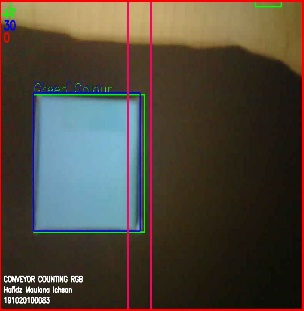 30
0
Green Colour
CONVEYOR COUNTING RGB
Hafidz Maulana Ichsan
191020100083